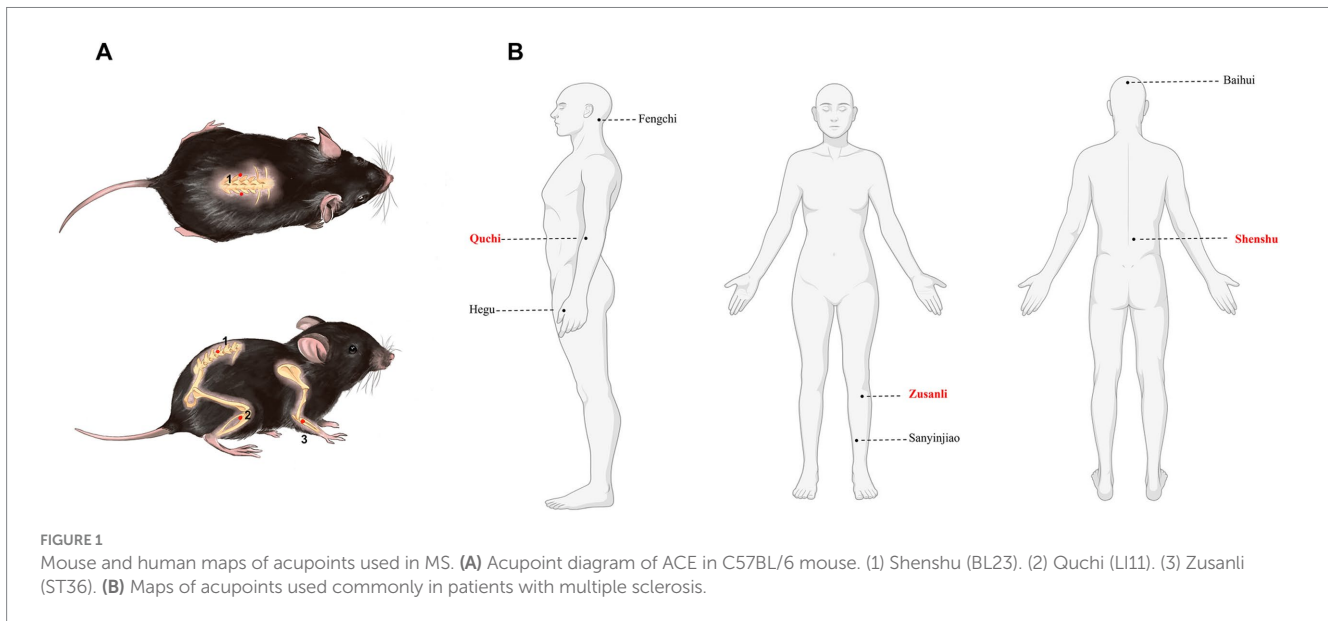 A
B
1
1
2
3
Fengchi
Quchi
Hegu
Zusanli
Sanyinjiao
Baihui
Shenshu
FIGURE 1
Mouse and human maps of acupoints used in MS. (A) Acupoint diagram of ACE in C57BL/6 mouse. (1) Shenshu (BL23). (2) Quchi (LI11). (3) Zusanli
(ST36). (B) Maps of acupoints used commonly in patients with multiple sclerosis.